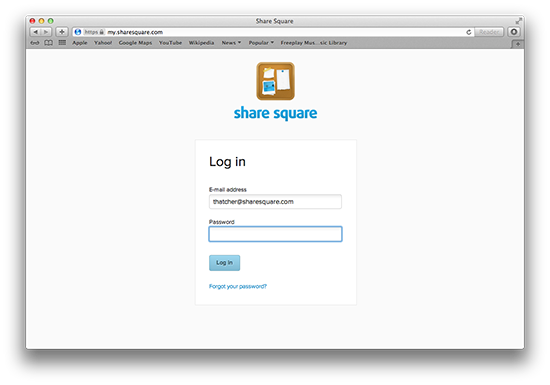 Share Square
https my.sharesquare.com Reader
Apple Yahoo! Google Maps YouTube Wikipedia News Popular Freeplay Mus...sic Library
share square
Log in
E-mail address
thatcher@sharesquare.com
Password
Log In
Forgot your password?